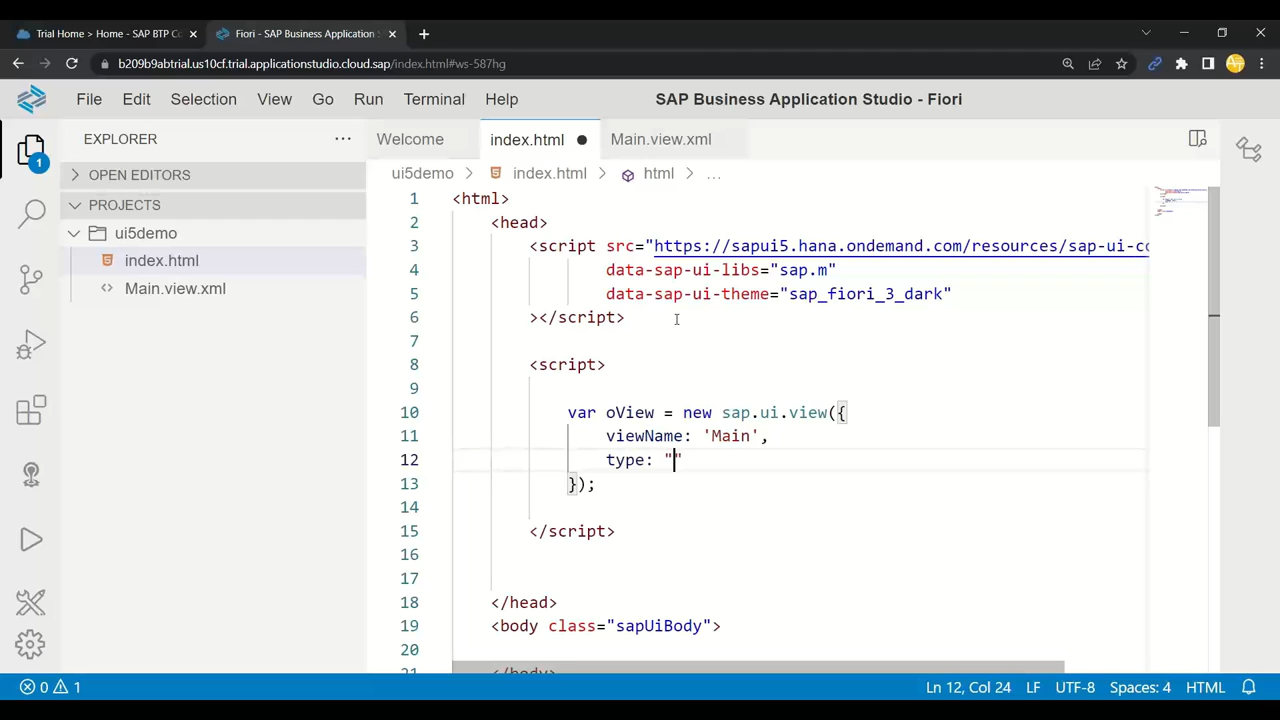 Trial Home > Home - SAP BTP Co
Fiori - SAP Business Application
b209b9abtrial.us10cf.trial.applicationstudio.cloud.sap/index.html#ws-587hg
File Edit Selection View Go Run Terminal Help
SAP Business Application Studio - Fiori
EXPLORER
Welcome
index.html
Main.view.xml
OPEN EDITORS
ui5demo > index.html > html > ...
PROJECTS
ui5demo
index.html
Main.view.xml
1
1 <html>
2 <head>
3 <script src="https://sapui5.hana.ondemand.com/resources/sap-ui-co
4 data-sap-ui-libs="sap.m"
5 data-sap-ui-theme="sap_fiori_3_dark"
6 ></script>
7
8 <script>
9
10 var oView = new sap.ui.view({
11 viewName: 'Main',
12 type: ""
13 });
14
15 </script>
16
17
18 </head>
19 <body class="sapUiBody">
20
21 </body>
0 1
Ln 12, Col 24
LF
UTF-8
Spaces: 4
HTML